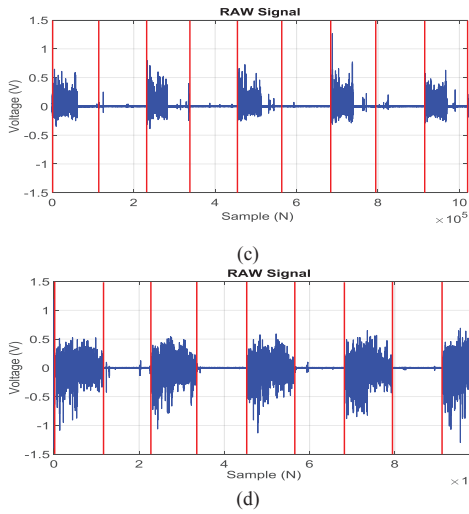 RAW Signal
1.5
1
0.5
0
-0.5
-1
-1.5
Voltage (V)
0 2 4 6 8 10
Sample (N)
×10⁵
(c)
RAW Signal
1.5
1
0.5
0
-0.5
-1
-1.5
Voltage (V)
0 2 4 6 8
Sample (N)
×1
(d)